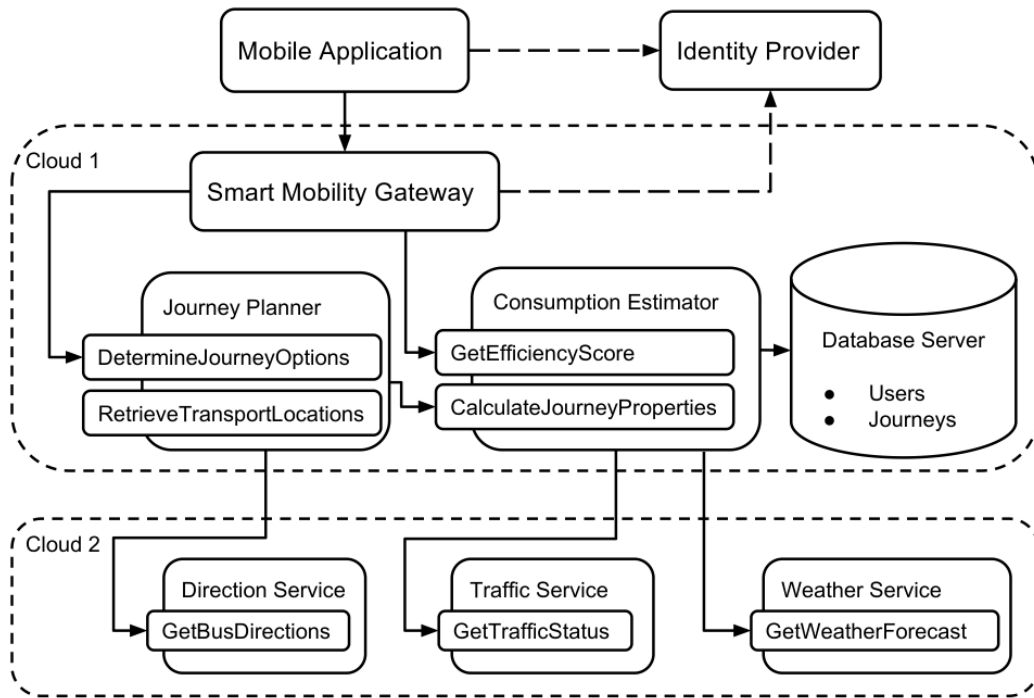 Mobile Application
Identity Provider
Cloud 1
Smart Mobility Gateway
Journey Planner
DetermineJourneyOptions
RetrieveTransportLocations
Consumption Estimator
GetEfficiencyScore
CalculateJourneyProperties
Database Server
● Users
● Journeys
Cloud 2
Direction Service
GetBusDirections
Traffic Service
GetTrafficStatus
Weather Service
GetWeatherForecast